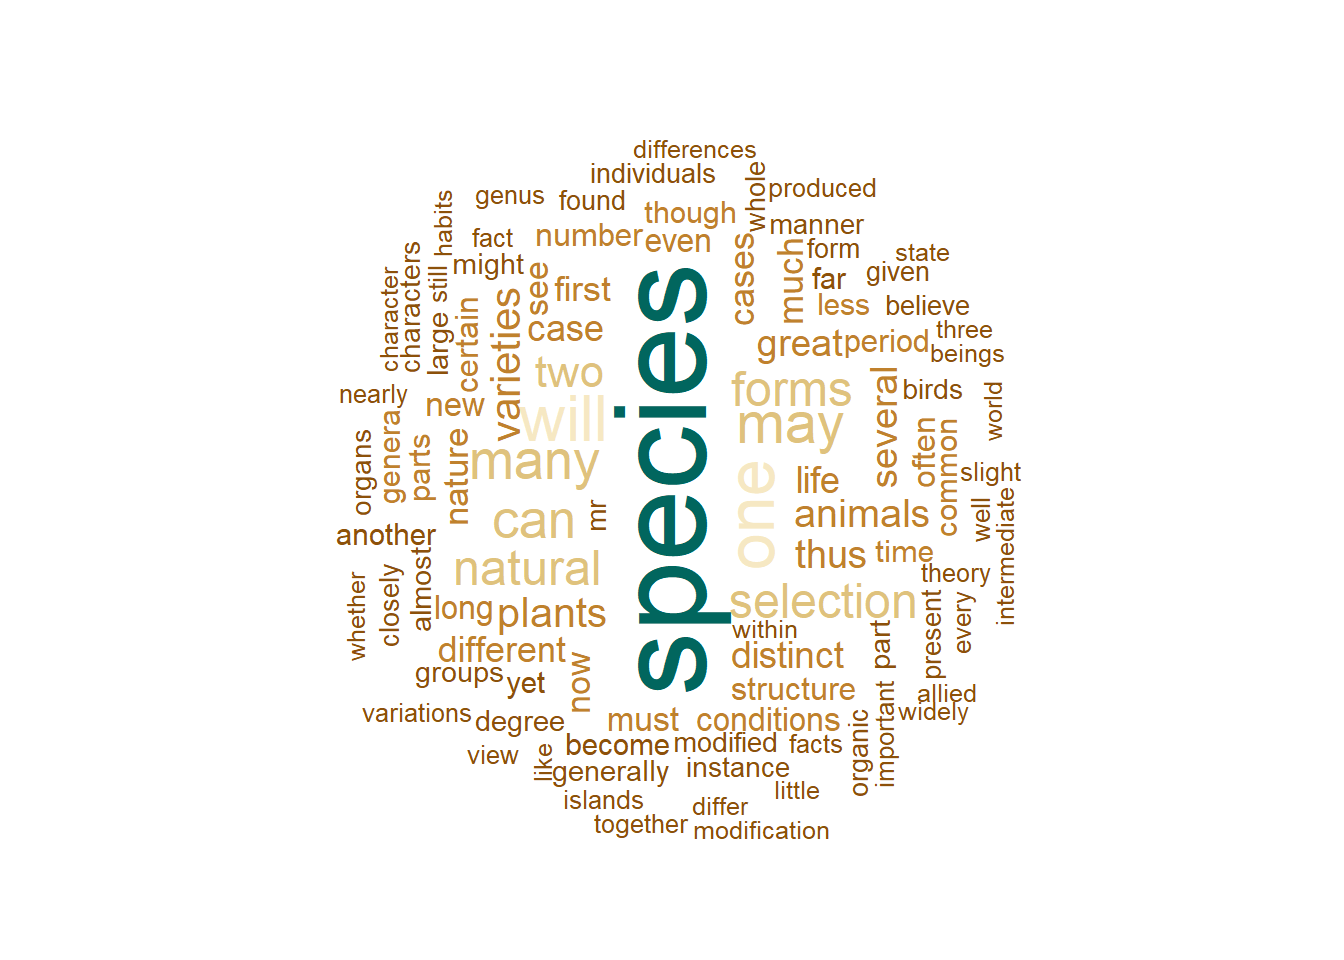 differences
individuals
whole
produced
genus
found
habits
though
manner
fact
number
even
cases
much
form
state
might
see
far
given
character
characters
still
first
less
believe
large
certain
varieties
case
species
great
period
three
beings
nearly
two
forms
several
birds
world
new
will
may
genera
parts
nature
many
one
life
often
common
slight
organs
can
mr
animals
well
intermediate
another
thus
time
natural
theory
whether
closely
almost
long
plants
selection
within
present
every
part
different
distinct
groups
yet
now
structure
allied
variations
degree
must
conditions
important
widely
organic
view
like
become
modified
facts
generally
instance
islands
little
differ
together
modification